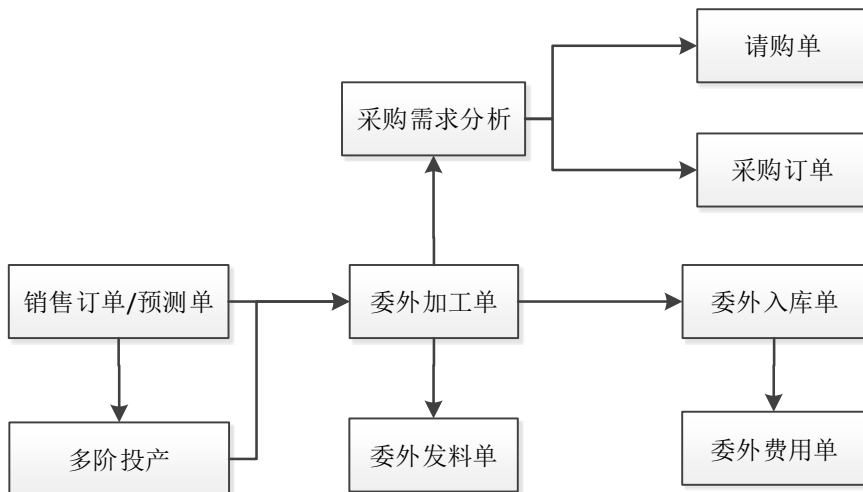 请购单
采购需求分析
采购订单
销售订单/预测单
委外加工单
委外入库单
多阶投产
委外发料单
委外费用单